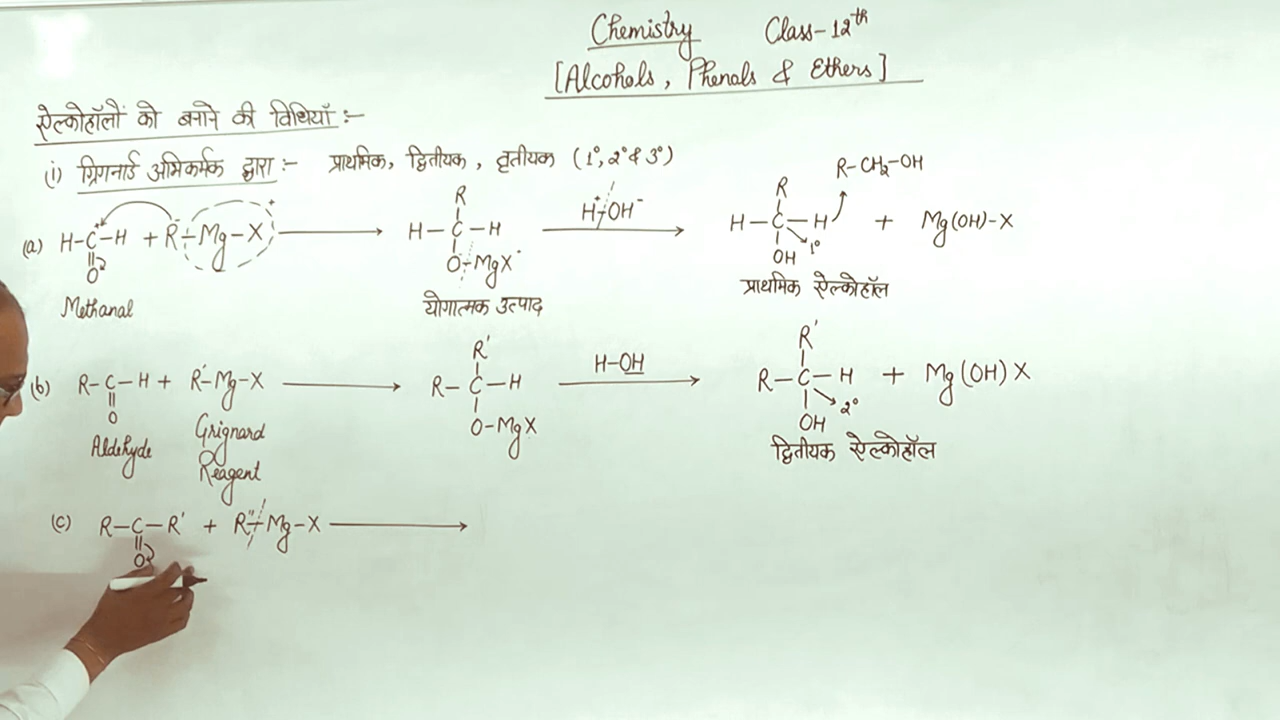 Chemistry Class-12th
[Alcohols, Phenols & Ethers]
ऐल्कोहॉलों को बनाने की विधियाँ :-
(i) ग्रिगनार्ड अभिकर्मक द्वारा :- प्राथमिक, द्वितीयक, तृतीयक (1°, 2° & 3°)
R-CH₂-OH
R R
H-C-H + R⁻-Mg-X⁺ ⟶ H-C-H H⁺-OH⁻ ⟶ H-C-H + Mg(OH)-X
(a)
O O⁻-MgX⁺ OH 1°
Methanal योगात्मक उत्पाद प्राथमिक ऐल्कोहॉल
R' R'
(b) R-C-H + R'-Mg-X ⟶ R-C-H H-OH ⟶ R-C-H + Mg(OH)X
O O-MgX OH 2°
Aldehyde Grignard Reagent द्वितीयक ऐल्कोहॉल
(c) R-C-R' + R"-Mg-X ⟶
O